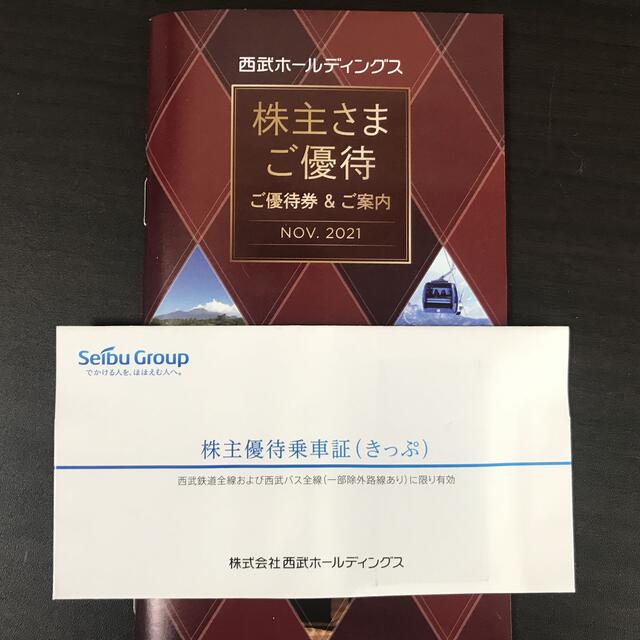 西武ホールディングス
株主さま
ご優待
ご優待券 & ご案内
NOV. 2021
Seibu Group
でかける人を、ほほえむ人へ。
株主優待乗車証(きっぷ)
西武鉄道全線および西武バス全線(一部除外路線あり)に限り有効
株式会社 西武ホールディングス